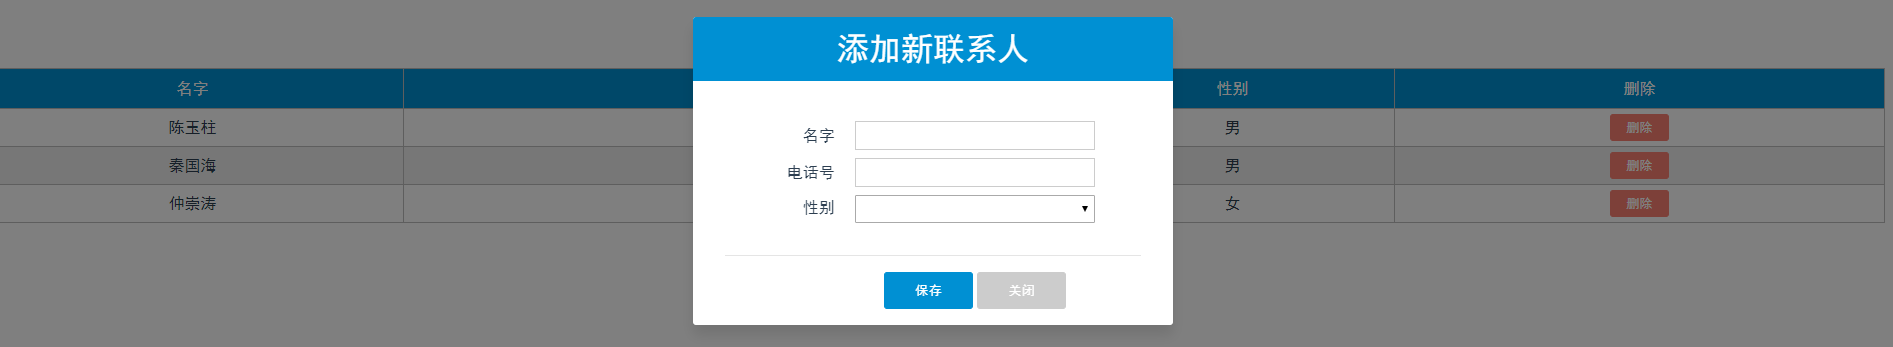 添加新联系人
名字 性别 删除
陈玉柱 男 删除
秦国海 男 删除
仲崇涛 女 删除
名字
电话号
性别
保存 关闭